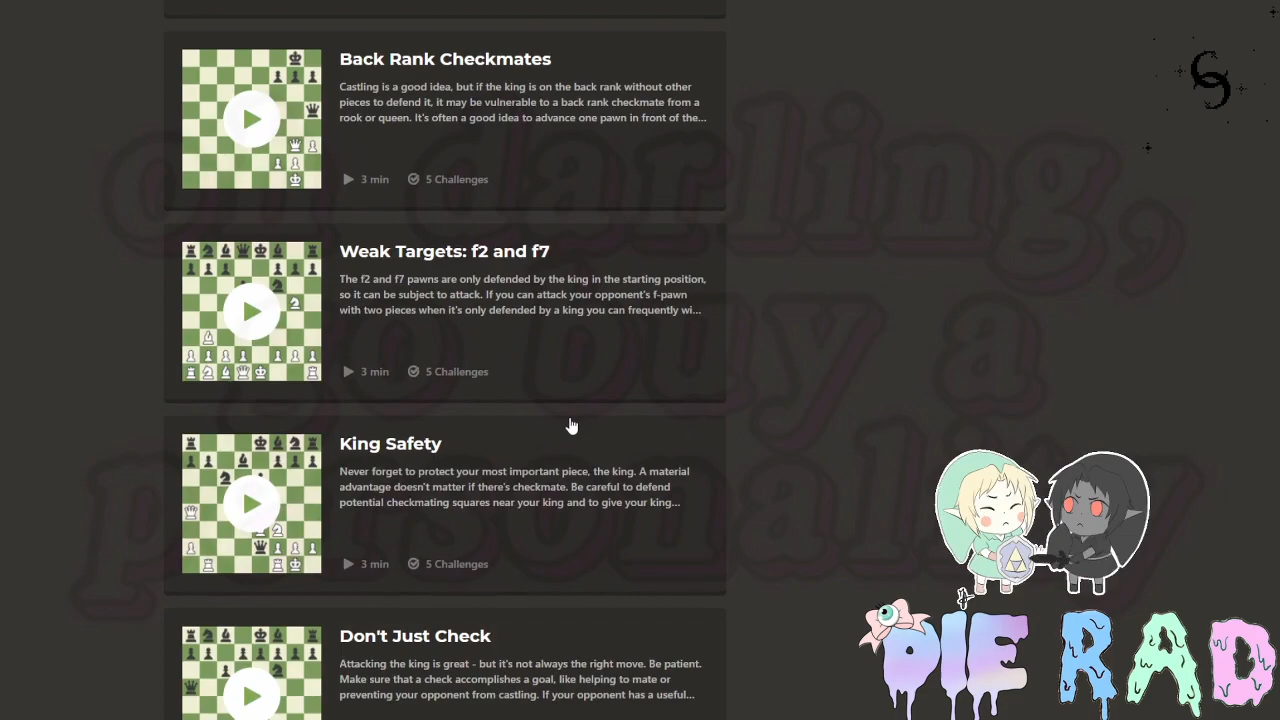 Back Rank Checkmates
Castling is a good idea, but if the king is on the back rank without other
pieces to defend it, it may be vulnerable to a back rank checkmate from a
rook or queen. It's often a good idea to advance one pawn in front of the...
3 min 5 Challenges
Weak Targets: f2 and f7
The f2 and f7 pawns are only defended by the king in the starting position,
so it can be subject to attack. If you can attack your opponent's f-pawn
with two pieces when it's only defended by a king you can frequently wi...
3 min 5 Challenges
King Safety
Never forget to protect your most important piece, the king. A material
advantage doesn't matter if there's checkmate. Be careful to defend
potential checkmating squares near your king and to give your king...
3 min 5 Challenges
Don't Just Check
Attacking the king is great - but it's not always the right move. Be patient.
Make sure that a check accomplishes a goal, like helping to mate or
preventing your opponent from castling. If your opponent has a useful...
oh darling,
go buy a
personality
PIE RAD